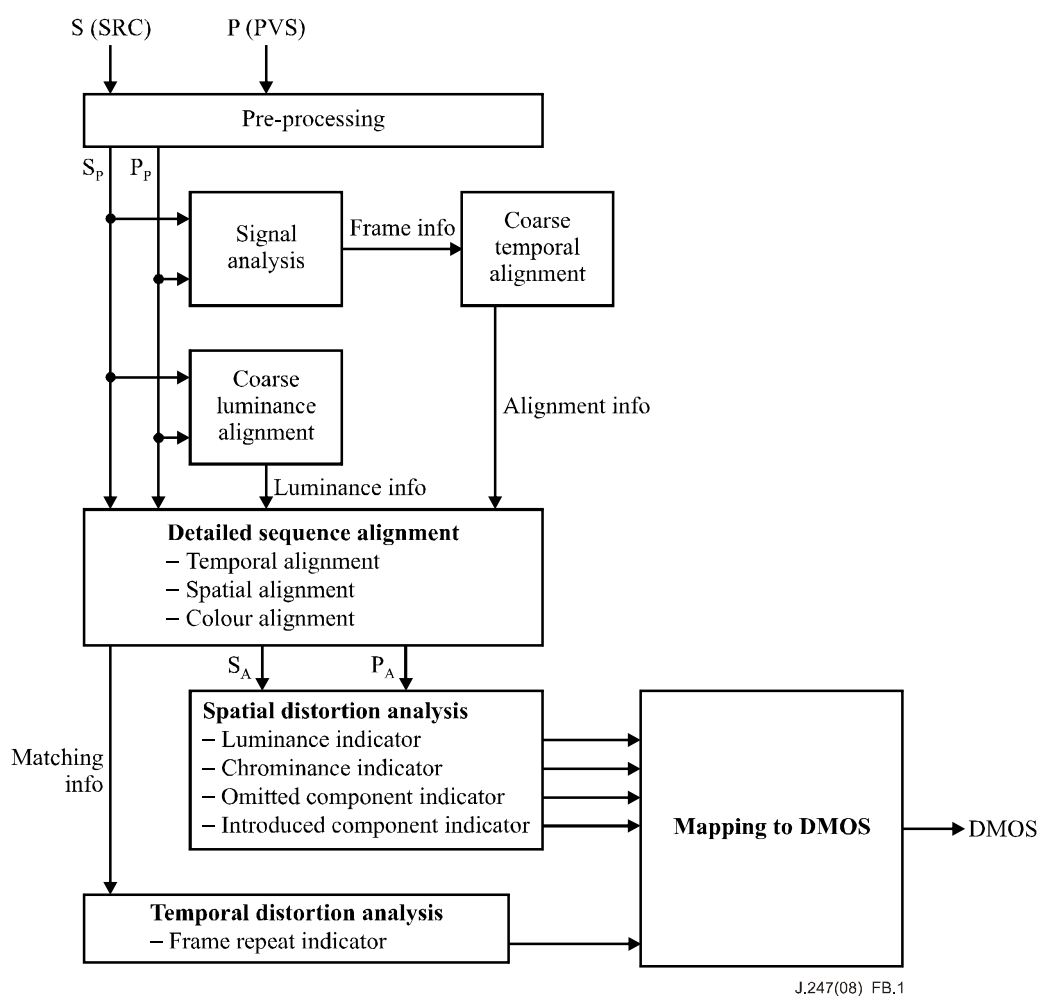 S (SRC)
P (PVS)
Pre-processing
S_P
P_P
Signal
analysis
Frame info
Coarse
temporal
alignment
Coarse
luminance
alignment
Alignment info
Luminance info
Detailed sequence alignment
– Temporal alignment
– Spatial alignment
– Colour alignment
S_A
P_A
Spatial distortion analysis
– Luminance indicator
– Chrominance indicator
– Omitted component indicator
– Introduced component indicator
Matching
info
Mapping to DMOS
DMOS
Temporal distortion analysis
– Frame repeat indicator
J.247(08)_FB.1